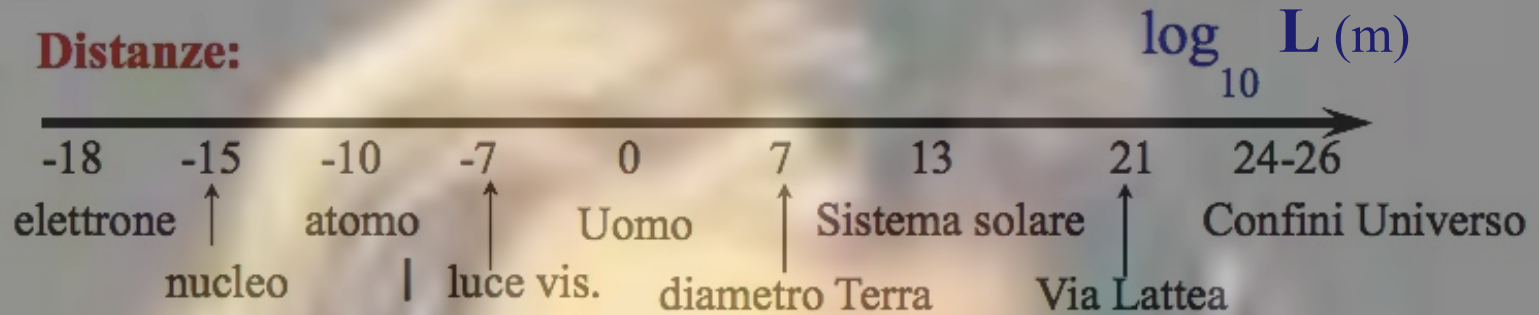 Distanze: log₁₀ L (m)
-18 -15 -10 -7 0 7 13 21 24-26
elettrone atomo Uomo Sistema solare Confini Universo
nucleo | luce vis. diametro Terra Via Lattea